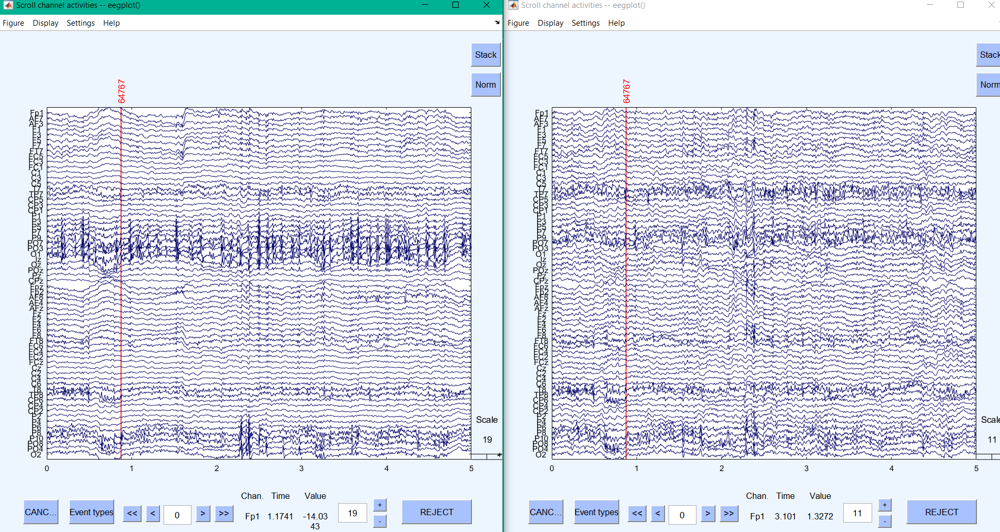 Scroll channel activities -- eegplot()
Figure Display Settings Help
Stack
Norm
64767
Fp1
AF7
AF3
F1
F3
F5
F7
FT7
FC5
FC3
FC1
C1
C3
C5
T7
TP7
CP5
CP3
CP1
P1
P3
P5
P7
P9
PO7
PO3
O1
Iz
Oz
POz
Pz
CPz
Fpz
Fp2
AF8
AF4
AFz
Fz
F2
F4
F6
F8
FT8
FC6
FC4
FC2
FCz
Cz
C2
C4
C6
T8
TP8
CP6
CP4
CP2
P2
P4
P6
P8
P10
PO8
PO4
O2
0 1 2 3 4 5
Scale
19
Chan. Time Value
Fp1 1.1741 -14.03
43
CANC... Event types << < 0 > >> 19 + - REJECT
Scroll channel activities -- eegplot()
Figure Display Settings Help
Stack
Norm
64767
Fp1
AF7
AF3
F1
F3
F5
F7
FT7
FC5
FC3
FC1
C1
C3
C5
T7
TP7
CP5
CP3
CP1
P1
P3
P5
P7
P9
PO7
PO3
O1
Iz
Oz
POz
Pz
CPz
Fpz
Fp2
AF8
AF4
AFz
Fz
F2
F4
F6
F8
FT8
FC6
FC4
FC2
FCz
Cz
C2
C4
C6
T8
TP8
CP6
CP4
CP2
P2
P4
P6
P8
P10
PO8
PO4
O2
0 1 2 3 4 5
Scale
11
Chan. Time Value
Fp1 3.101 1.3272
CANC... Event types << < 0 > >> 11 + - REJECT